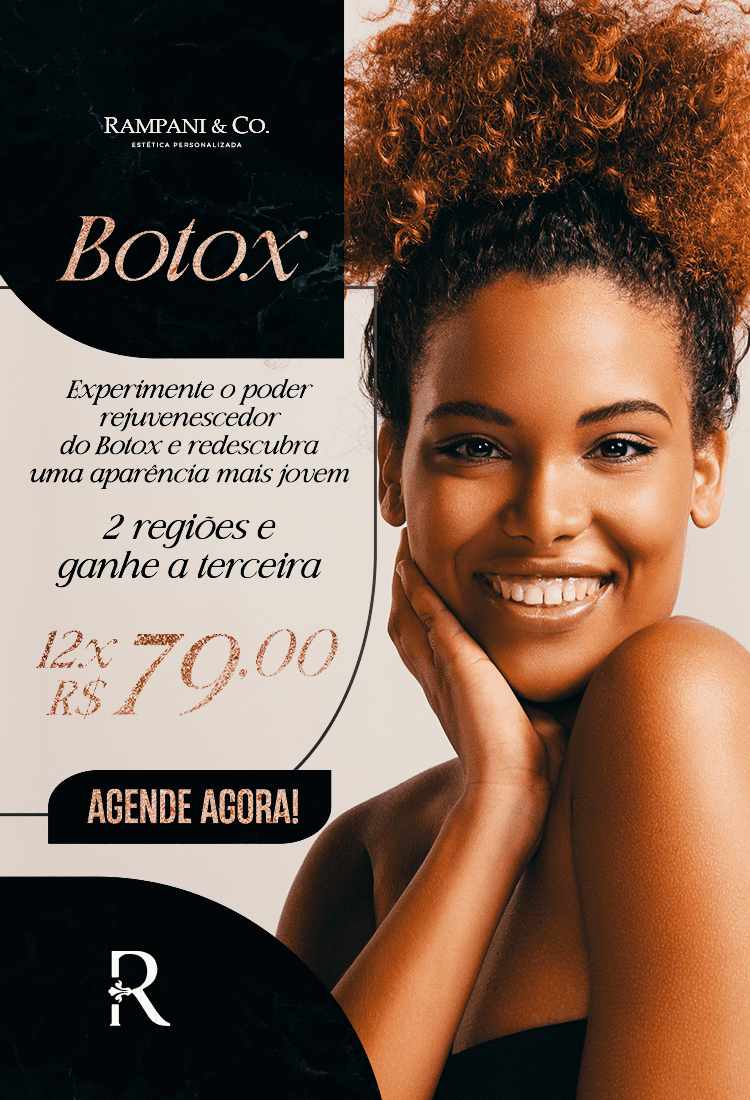 RAMPANI & CO.
ESTÉTICA PERSONALIZADA
Botox
Experimente o poder
rejuvenescedor
do Botox e redescubra
uma aparência mais jovem
2 regiões e
ganhe a terceira
12x
R$ 79,00
AGENDE AGORA!
R